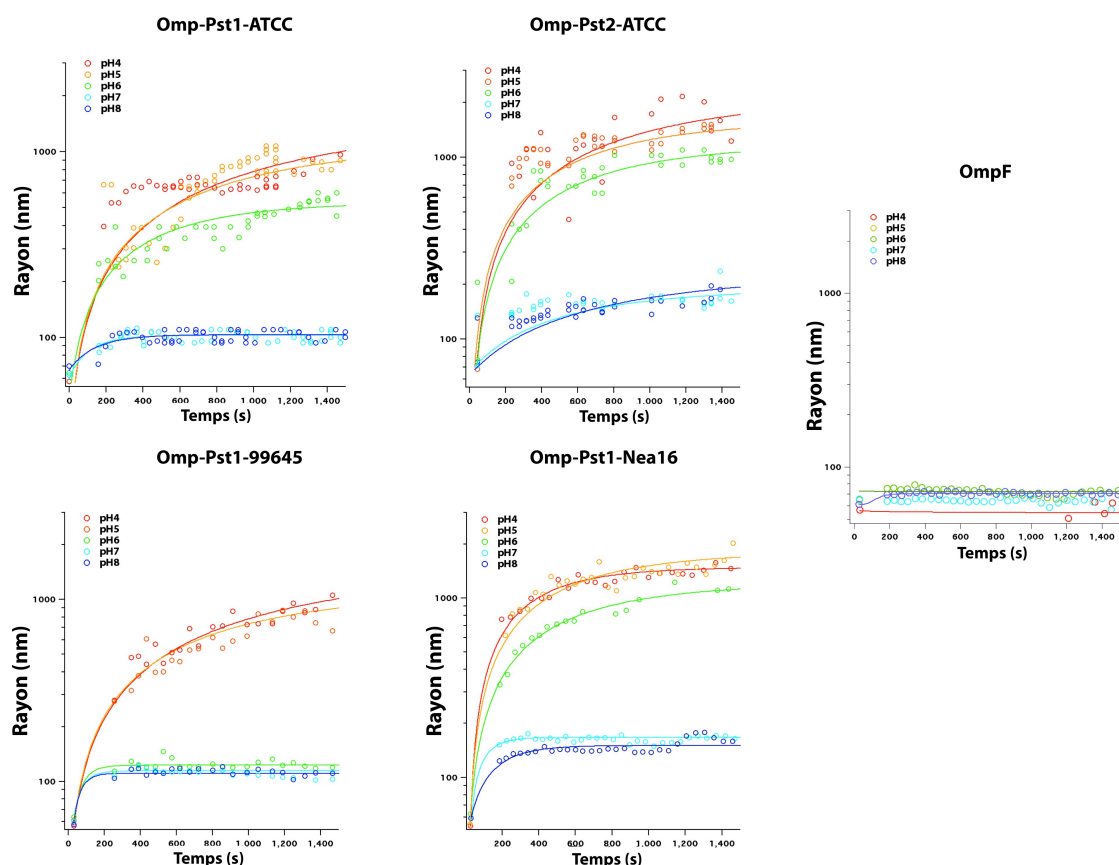 Omp-Pst1-ATCC
pH4
pH5
pH6
pH7
pH8
1000
100
Rayon (nm)
0 200 400 600 800 1.000 1,200 1,400
Temps (s)
Omp-Pst2-ATCC
pH4
pH5
pH6
pH7
pH8
1000
100
Rayon (nm)
0 200 400 600 800 1.000 1.200 1,400
Temps (s)
OmpF
pH4
pH5
pH6
pH7
pH8
1000
100
Rayon (nm)
0 200 400 600 800 1,000 1,200 1,400
Temps (s)
Omp-Pst1-99645
pH4
pH5
pH6
pH7
pH8
1000
100
Rayon (nm)
0 200 400 600 800 1,000 1,200 1,400
Temps (s)
Omp-Pst1-Nea16
pH4
pH5
pH6
pH7
pH8
1000
100
Rayon (nm)
200 400 600 800 1.000 1,200 1,400
Temps (s)